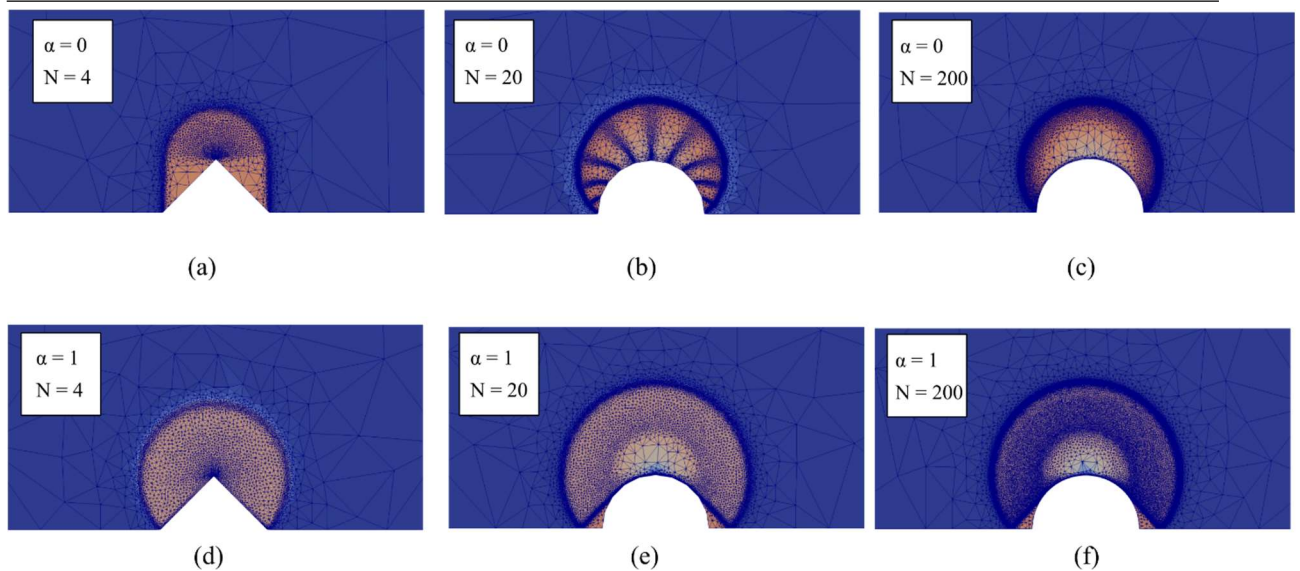 α = 0
N = 4
α = 0
N = 20
α = 0
N = 200
(a)
(b)
(c)
α = 1
N = 4
α = 1
N = 20
α = 1
N = 200
(d)
(e)
(f)